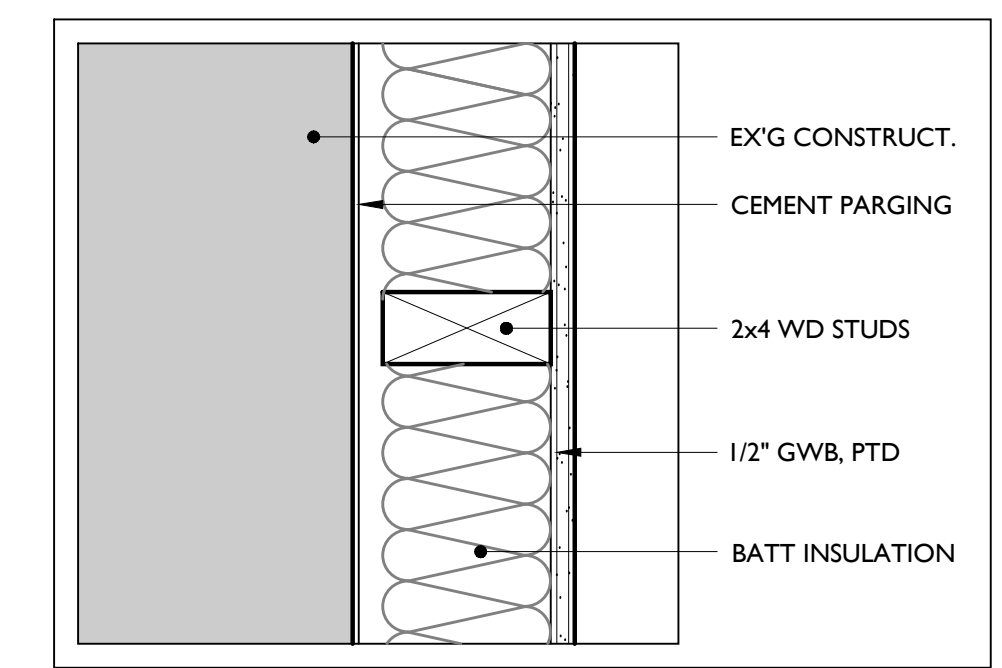 EX'G CONSTRUCT.
CEMENT PARGING
2x4 WD STUDS
1/2" GWB, PTD
BATT INSULATION